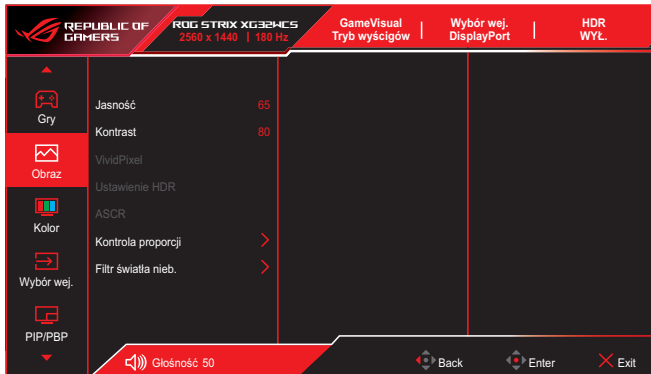 REPUBLIC OF
GAMERS
ROG STRIX XG32WCS
2560 x 1440 | 180 Hz
GameVisual
Tryb wyścigów
Wybór wej.
DisplayPort
HDR
WYŁ.
Gry
Obraz
Kolor
Wybór wej.
PIP/PBP
Jasność 65
Kontrast 80
VividPixel
Ustawienie HDR
ASCR
Kontrola proporcji
Filtr światła nieb.
Głośność 50
Back
Enter
Exit